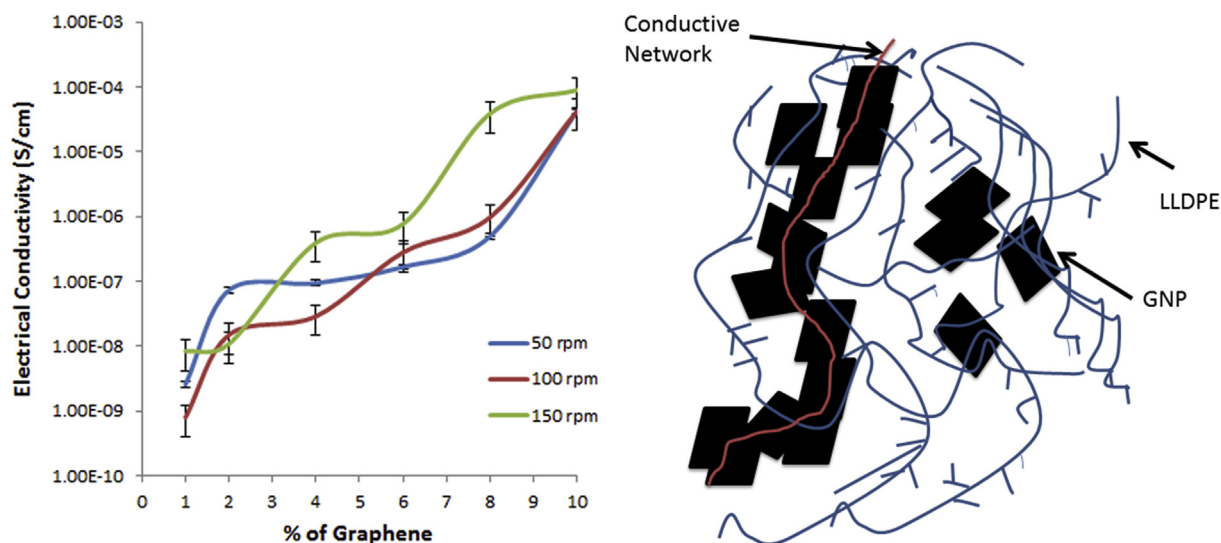 Electrical Conductivity (S/cm)
1.00E-03
1.00E-04
1.00E-05
1.00E-06
1.00E-07
1.00E-08
1.00E-09
1.00E-10
0 1 2 3 4 5 6 7 8 9 10
% of Graphene
50 rpm
100 rpm
150 rpm
Conductive
Network
LLDPE
GNP